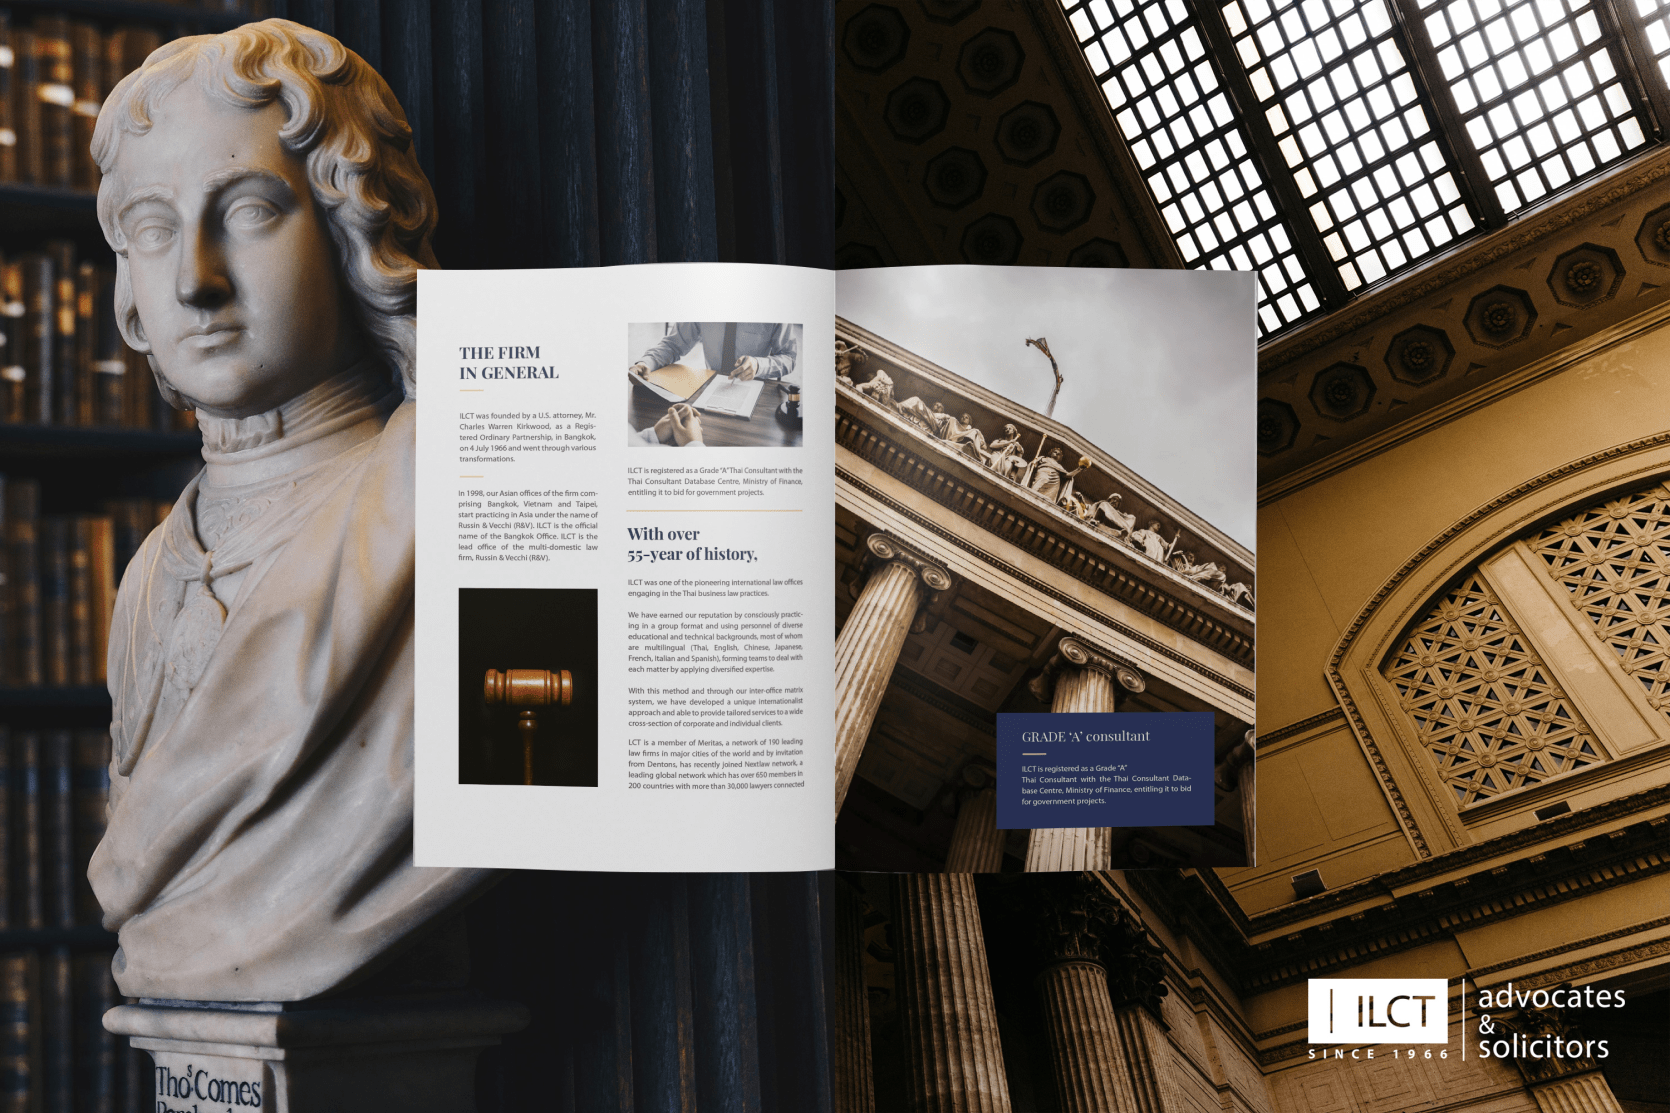 THE FIRM
IN GENERAL
ILCT was founded by a U.S. attorney, Mr.
Charles Warren Kirkwood, as a Regis-
tered Ordinary Partnership, in Bangkok,
on 4 July 1966 and went through various
transformations.
In 1998, our Asian offices of the firm com-
prising Bangkok, Vietnam and Taipei,
start practicing in Asia under the name of
Russin & Vecchi (R&V). ILCT is the official
name of the Bangkok Office. ILCT is the
lead office of the multi-domestic law
firm, Russin & Vecchi (R&V).
ILCT is registered as a Grade "A" Thai Consultant with the
Thai Consultant Database Centre, Ministry of Finance,
entitling it to bid for government projects.
With over
55-year of history,
ILCT was one of the pioneering international law offices
engaging in the Thai business law practices.
We have earned our reputation by consciously practic-
ing in a group format and using personnel of diverse
educational and technical backgrounds, most of whom
are multilingual (Thai, English, Chinese, Japanese,
French, Italian and Spanish), forming teams to deal with
each matter by applying diversified expertise.
With this method and through our inter-office matrix
system, we have developed a unique internationalist
approach and able to provide tailored services to a wide
cross-section of corporate and individual clients.
LCT is a member of Meritas, a network of 190 leading
law firms in major cities of the world and by invitation
from Dentons, has recently joined Nextlaw network, a
leading global network which has over 650 members in
200 countries with more than 30,000 lawyers connected
GRADE ‘A’ consultant
ILCT is registered as a Grade "A"
Thai Consultant with the Thai Consultant Data-
base Centre, Ministry of Finance, entitling it to bid
for government projects.
ILCT
SINCE 1966
advocates
&
solicitors
Thos Comes